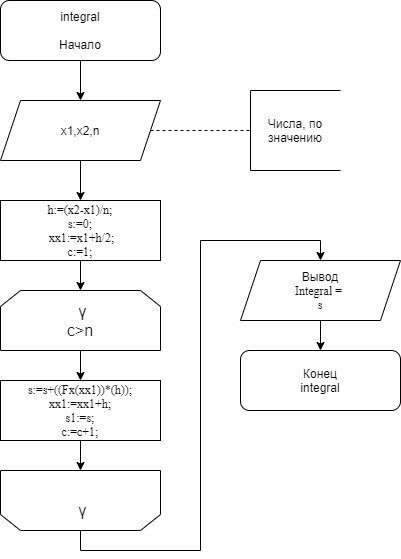 integral
Начало
x1,x2,n
Числа, по
значению
h:=(x2-x1)/n;
s:=0;
xx1:=x1+h/2;
c:=1;
γ
c>n
s:=s+((Fx(xx1))*(h));
xx1:=xx1+h;
s1:=s;
c:=c+1;
γ
Вывод
Integral =
s
Конец
integral